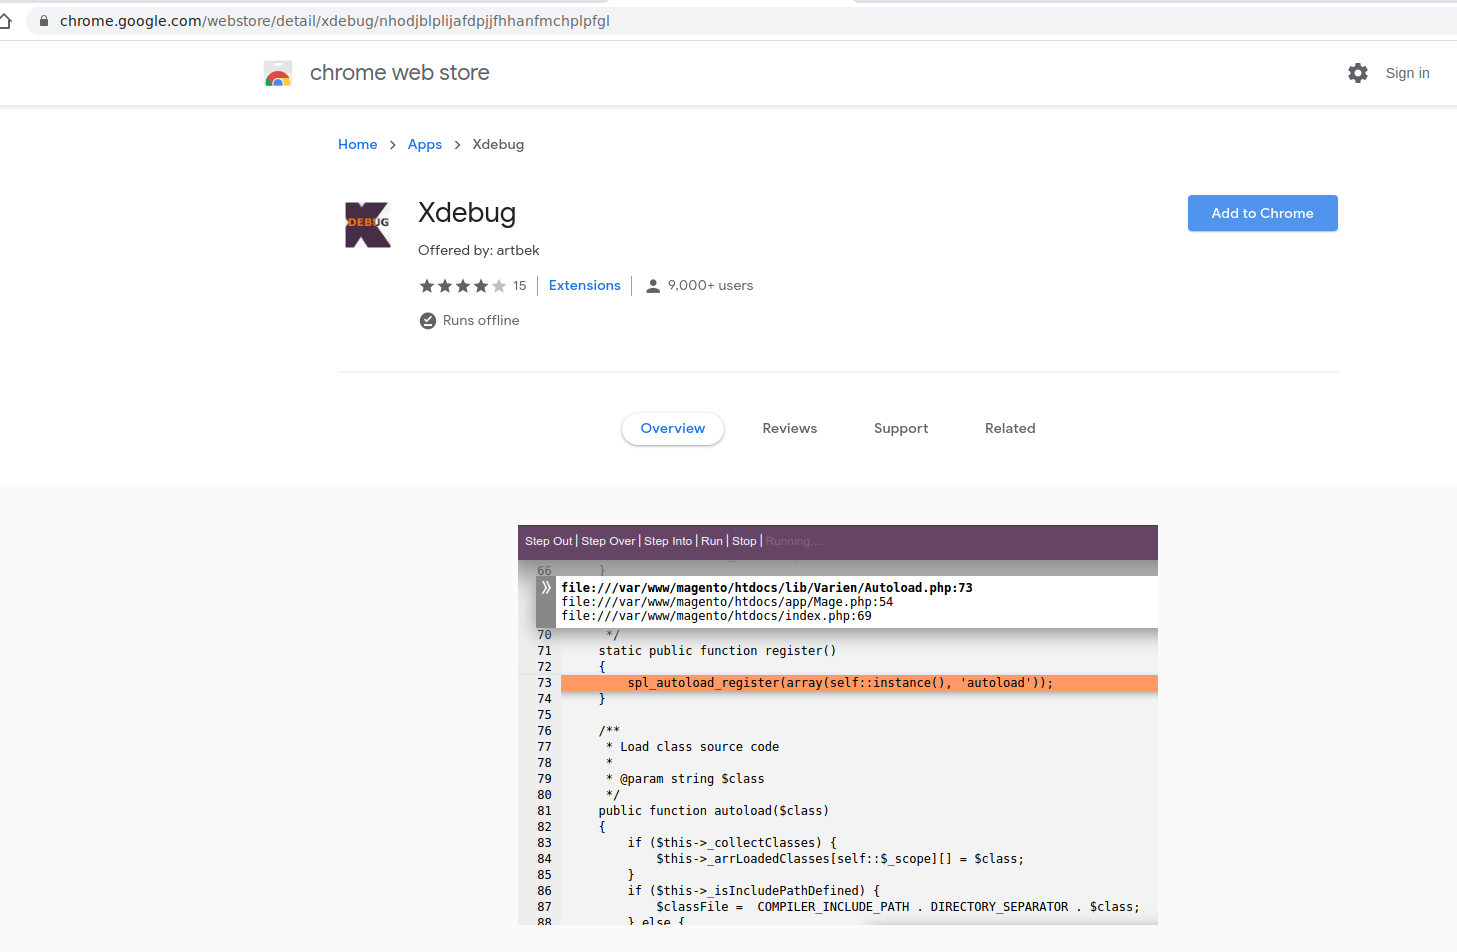 chrome.google.com/webstore/detail/xdebug/nhodjblplijafdpjjfhhanfmchplpfgl
chrome web store
Sign in
Home > Apps > Xdebug
DEBUG
Xdebug
Add to Chrome
Offered by: artbek
15 | Extensions | 9,000+ users
Runs offline
Overview Reviews Support Related
Step Out | Step Over | Step Into | Run | Stop | Running....
66 }
» file:///var/www/magento/htdocs/lib/Varien/Autoload.php:73
file:///var/www/magento/htdocs/app/Mage.php:54
file:///var/www/magento/htdocs/index.php:69
70 */
71 static public function register()
72 {
73 spl_autoload_register(array(self::instance(), 'autoload'));
74 }
75
76 /**
77 * Load class source code
78 *
79 * @param string $class
80 */
81 public function autoload($class)
82 {
83 if ($this->_collectClasses) {
84 $this->_arrLoadedClasses[self::$_scope][] = $class;
85 }
86 if ($this->_isIncludePathDefined) {
87 $classFile =  COMPILER_INCLUDE_PATH . DIRECTORY_SEPARATOR . $class;
88 } else {